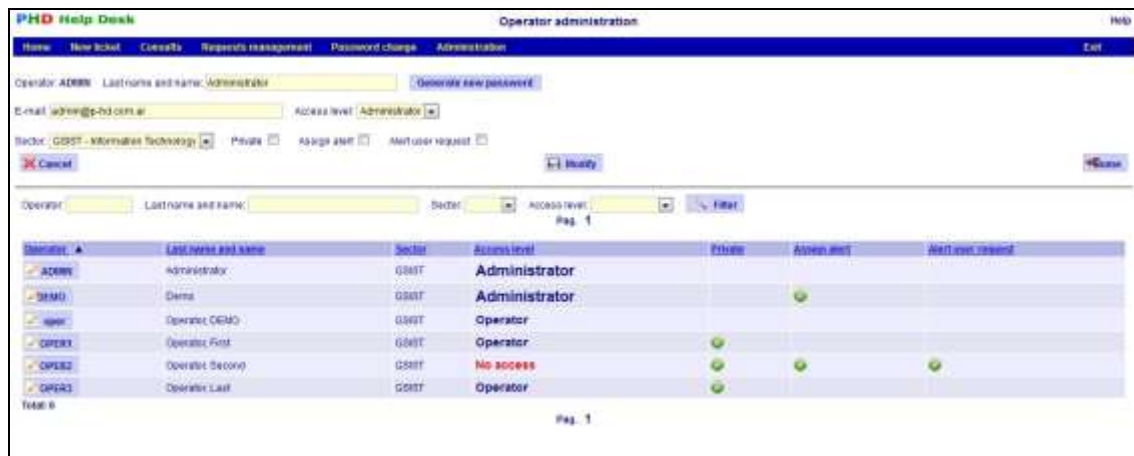 PHD Help Desk Operator administration Help
Home New ticket Consults Requests management Password change Administration Exit
Operator: ADMIN Last name and name: Administrator Generate new password
E-mail: admin@p-hd.com.ar Access level: Administrator
Sector: GSIST - Information Technology Private Assign alert Alert user request
Cancel Modify
Operator: Last name and name: Sector: Access level: Filter
Pag. 1
Operator Last name and name Sector Access level Private Assign alert Alert user request
ADMIN Administrator GSIST Administrator
DEMO Demo GSIST Administrator
oper Operator, DEMO GSIST Operator
OPER1 Operator, First GSIST Operator
OPER2 Operator, Second GSIST No access
OPER3 Operator, Last GSIST Operator
Total: 6
Pag. 1